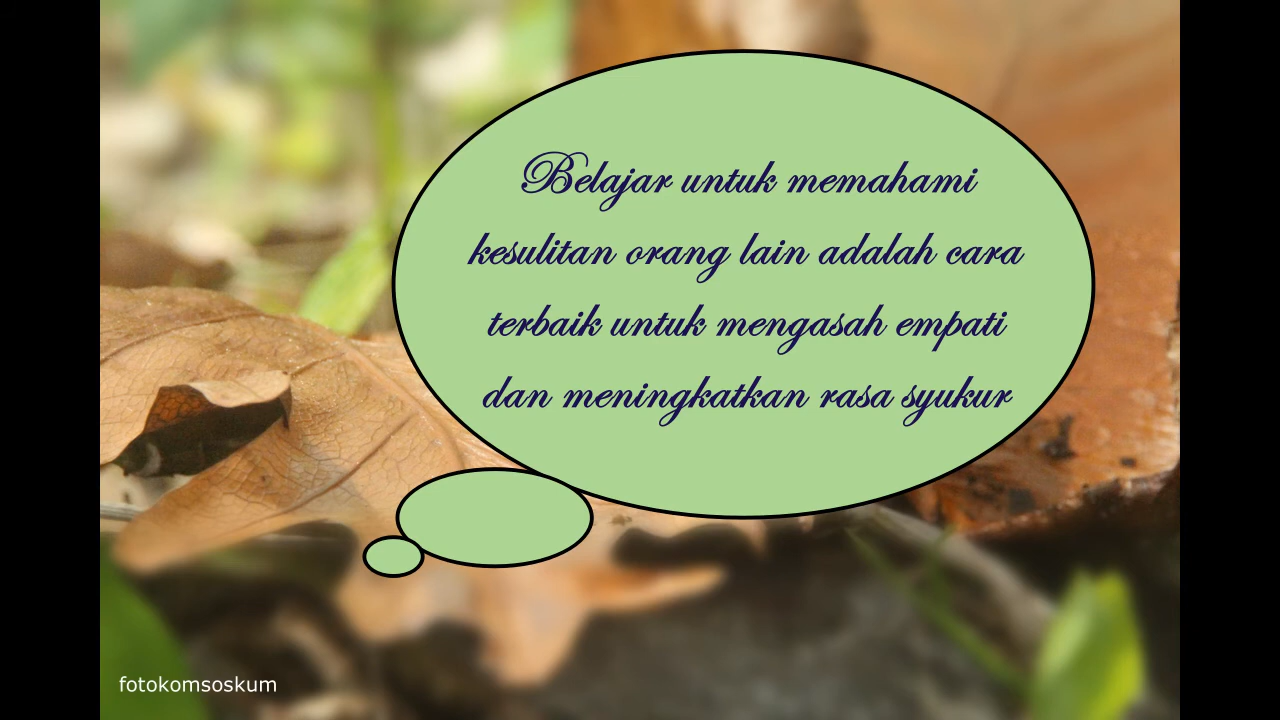 Belajar untuk memahami
kesulitan orang lain adalah cara
terbaik untuk mengasah empati
dan meningkatkan rasa syukur
fotokomsoskum